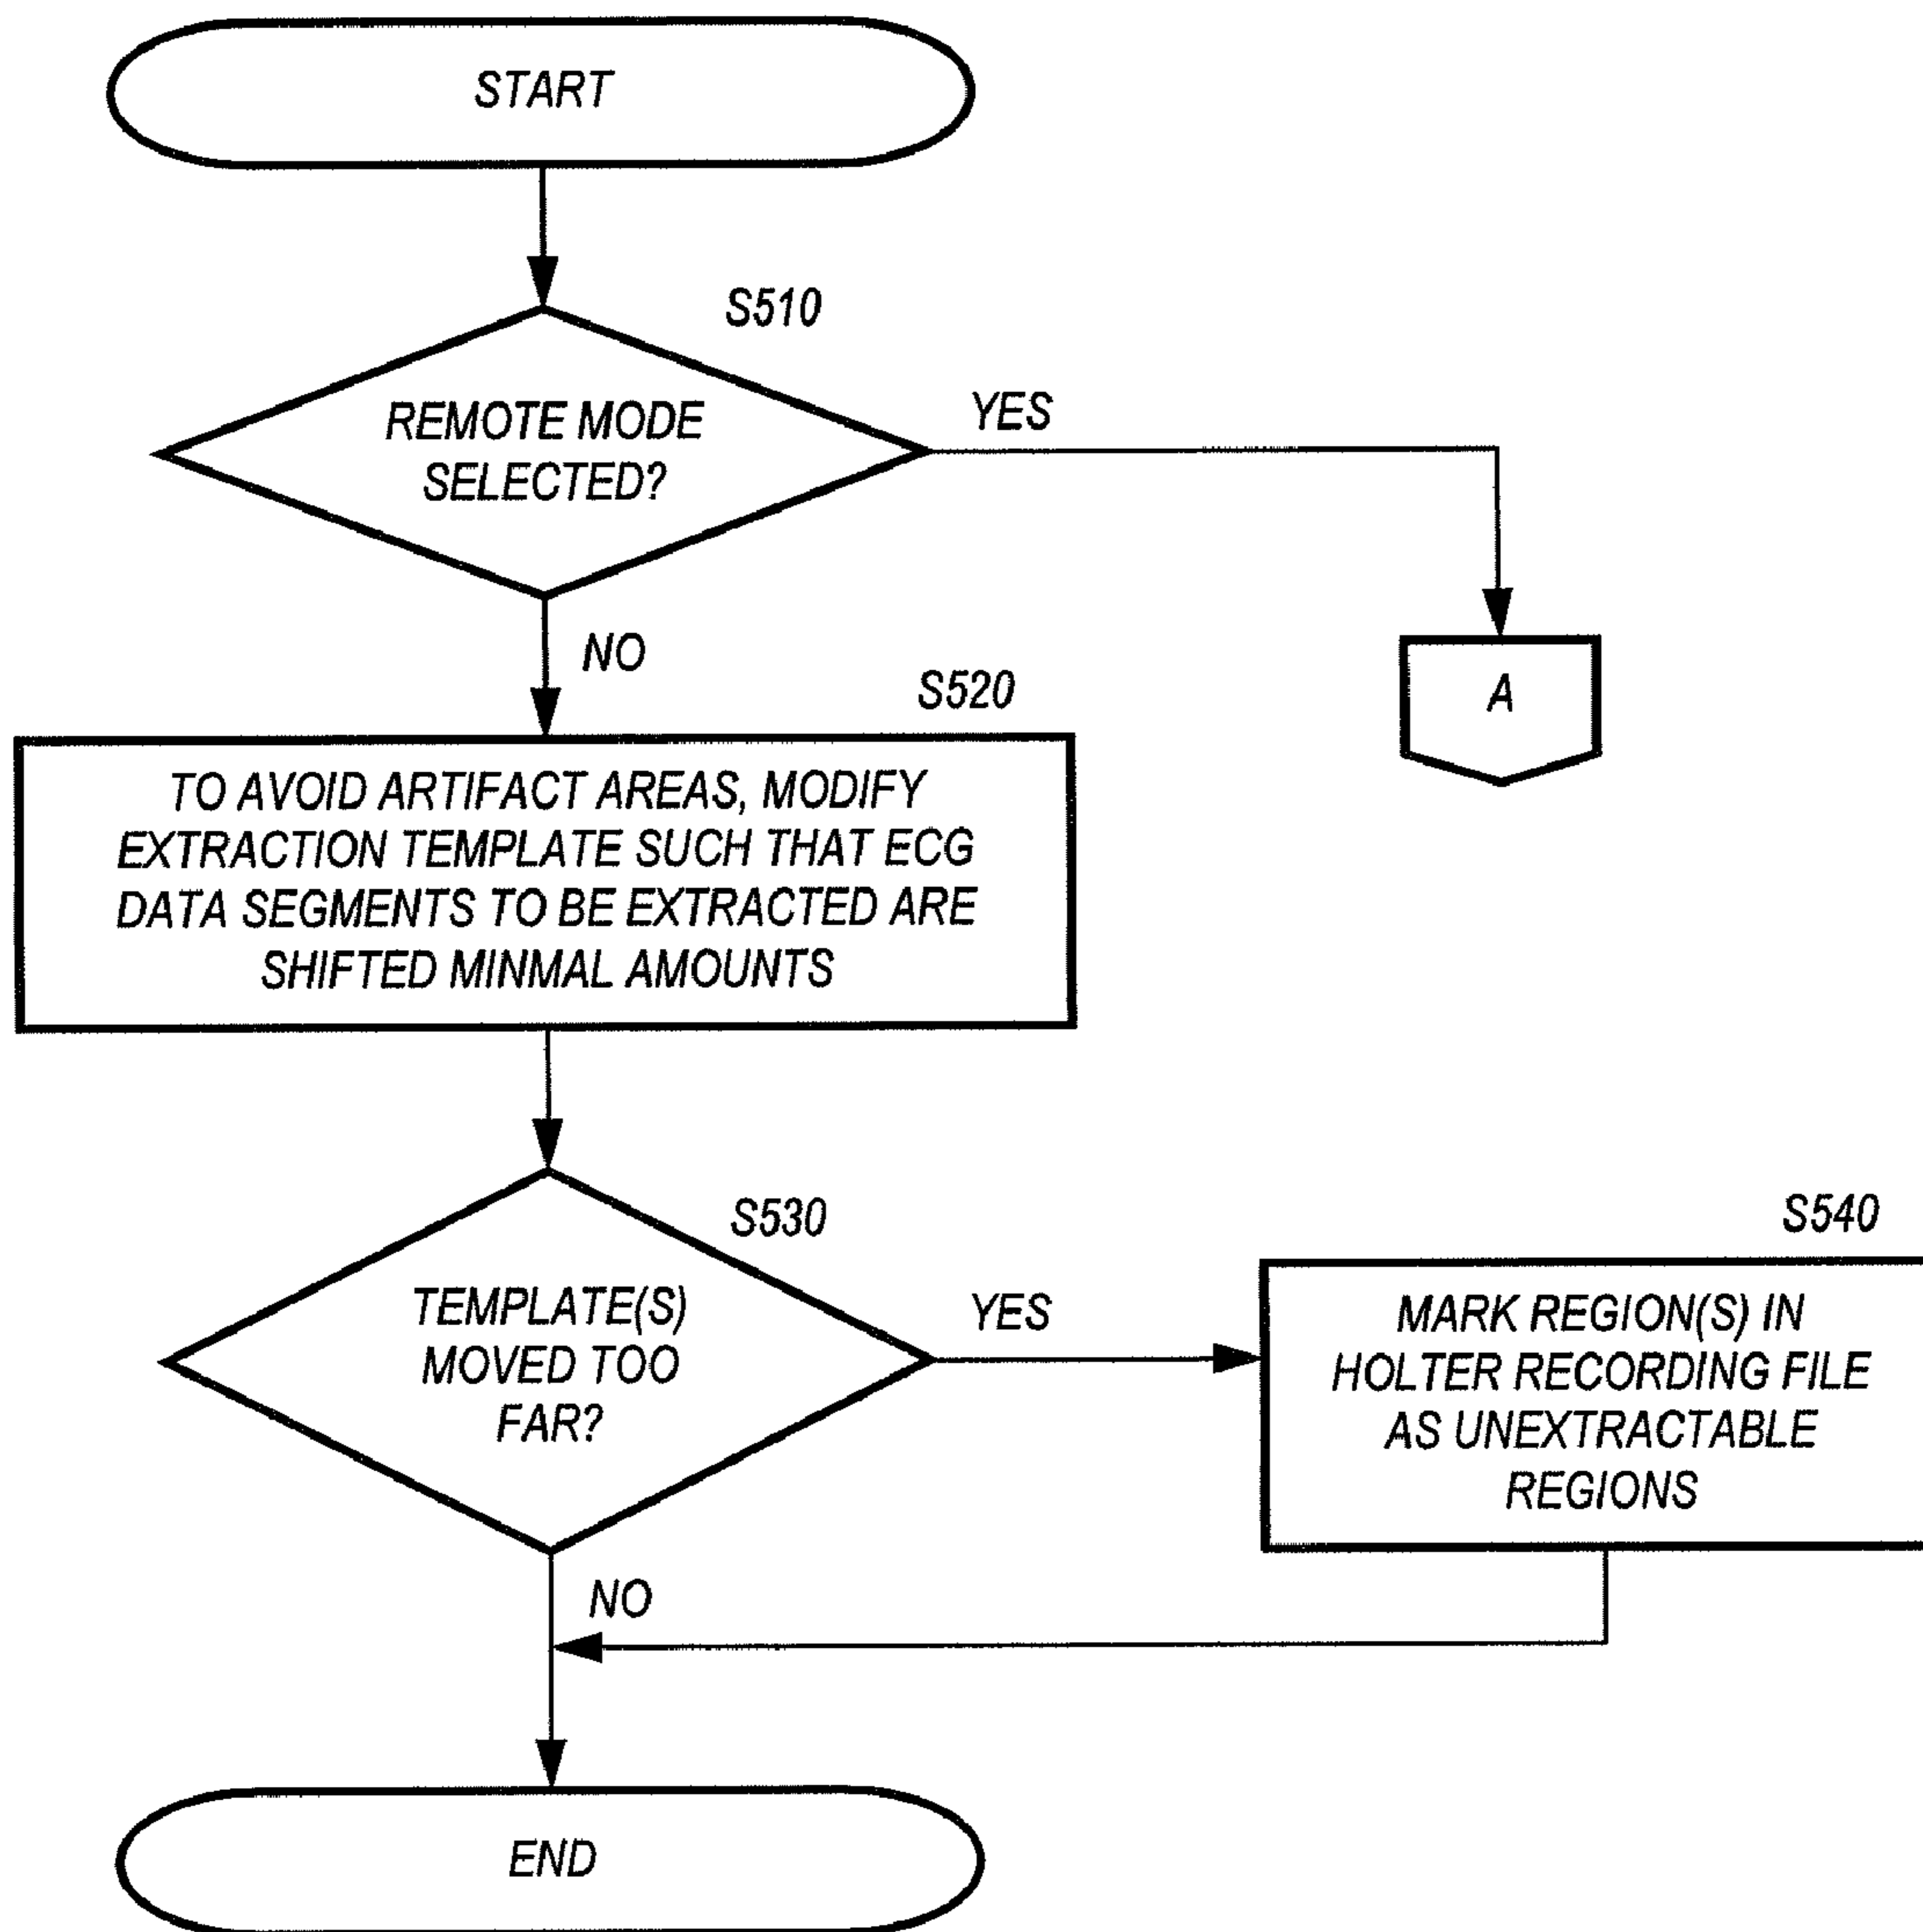 START
S510
REMOTE MODE
SELECTED?
YES
NO
A
S520
TO AVOID ARTIFACT AREAS, MODIFY
EXTRACTION TEMPLATE SUCH THAT ECG
DATA SEGMENTS TO BE EXTRACTED ARE
SHIFTED MINMAL AMOUNTS
S530
TEMPLATE(S)
MOVED TOO
FAR?
YES
NO
S540
MARK REGION(S) IN
HOLTER RECORDING FILE
AS UNEXTRACTABLE
REGIONS
END